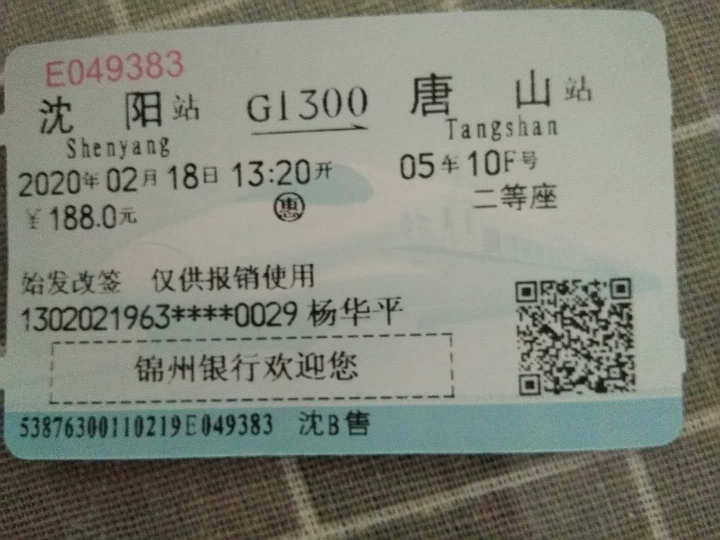 E049383
沈 阳 站 G1300 唐 山 站
Shenyang Tangshan
2020年02月18日 13:20开 05车10F号
￥188.0元 惠 二等座
始发改签 仅供报销使用
1302021963****0029 杨华平
锦州银行欢迎您
53876300110219E049383 沈B售